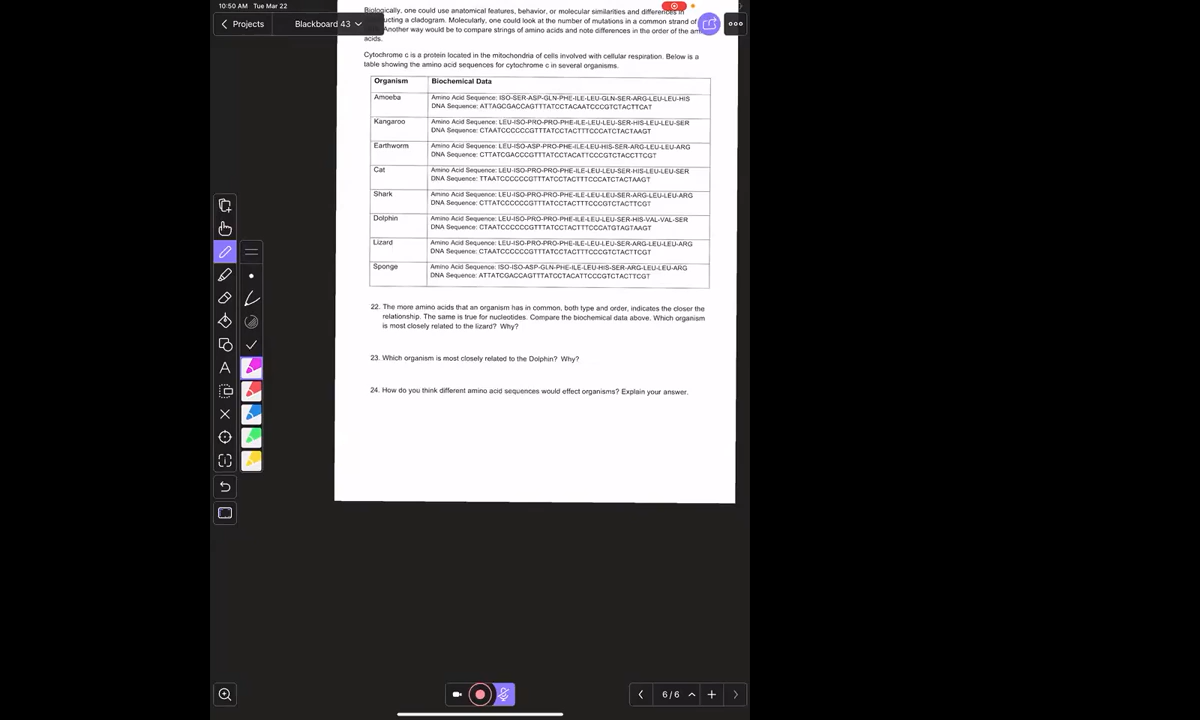 10:50 AM Tue Mar 22
Projects
Blackboard 43
Biologically, one could use anatomical features, behavior, or molecular similarities and differences in
ucting a cladogram. Molecularly, one could look at the number of mutations in a common strand of
Another way would be to compare strings of amino acids and note differences in the order of the am
acids.
Cytochrome c is a protein located in the mitochondria of cells involved with cellular respiration. Below is a
table showing the amino acid sequences for cytochrome c in several organisms.
Organism Biochemical Data
Amoeba Amino Acid Sequence: ISO-SER-ASP-GLN-PHE-ILE-LEU-GLN-SER-ARG-LEU-LEU-HIS
DNA Sequence: ATTAGCGACCAGTTTATCCTACAATCCCGTCTACTTCAT
Kangaroo Amino Acid Sequence: LEU-ISO-PRO-PRO-PHE-ILE-LEU-LEU-SER-HIS-LEU-LEU-SER
DNA Sequence: CTAATCCCCCCGTTTATCCTACTTTCCCATCTACTAAGT
Earthworm Amino Acid Sequence: LEU-ISO-ASP-PRO-PHE-ILE-LEU-HIS-SER-ARG-LEU-LEU-ARG
DNA Sequence: CTTATCGACCCGTTTATCCTACATTCCCGTCTACCTTCGT
Cat Amino Acid Sequence: LEU-ISO-PRO-PRO-PHE-ILE-LEU-LEU-SER-HIS-LEU-LEU-SER
DNA Sequence: TTAATCCCCCCGTTTATCCTACTTTCCCATCTACTAAGT
Shark Amino Acid Sequence: LEU-ISO-PRO-PRO-PHE-ILE-LEU-LEU-SER-ARG-LEU-LEU-ARG
DNA Sequence: CTTATCCCCCCGTTTATCCTACTTTCCCGTCTACTTCGT
Dolphin Amino Acid Sequence: LEU-ISO-PRO-PRO-PHE-ILE-LEU-LEU-SER-HIS-VAL-VAL-SER
DNA Sequence: CTAATCCCCCCGTTTATCCTACTTTCCCATGTAGTAAGT
Lizard Amino Acid Sequence: LEU-ISO-PRO-PRO-PHE-ILE-LEU-LEU-SER-ARG-LEU-LEU-ARG
DNA Sequence: CTAATCCCCCCGTTTATCCTACTTTCCCGTCTACTTCGT
Sponge Amino Acid Sequence: ISO-ISO-ASP-GLN-PHE-ILE-LEU-HIS-SER-ARG-LEU-LEU-ARG
DNA Sequence: ATTATCGACCAGTTTATCCTACATTCCCGTCTACTTCGT
22. The more amino acids that an organism has in common, both type and order, indicates the closer the
relationship. The same is true for nucleotides. Compare the biochemical data above. Which organism
is most closely related to the lizard? Why?
23. Which organism is most closely related to the Dolphin? Why?
24. How do you think different amino acid sequences would effect organisms? Explain your answer.
A
6/6